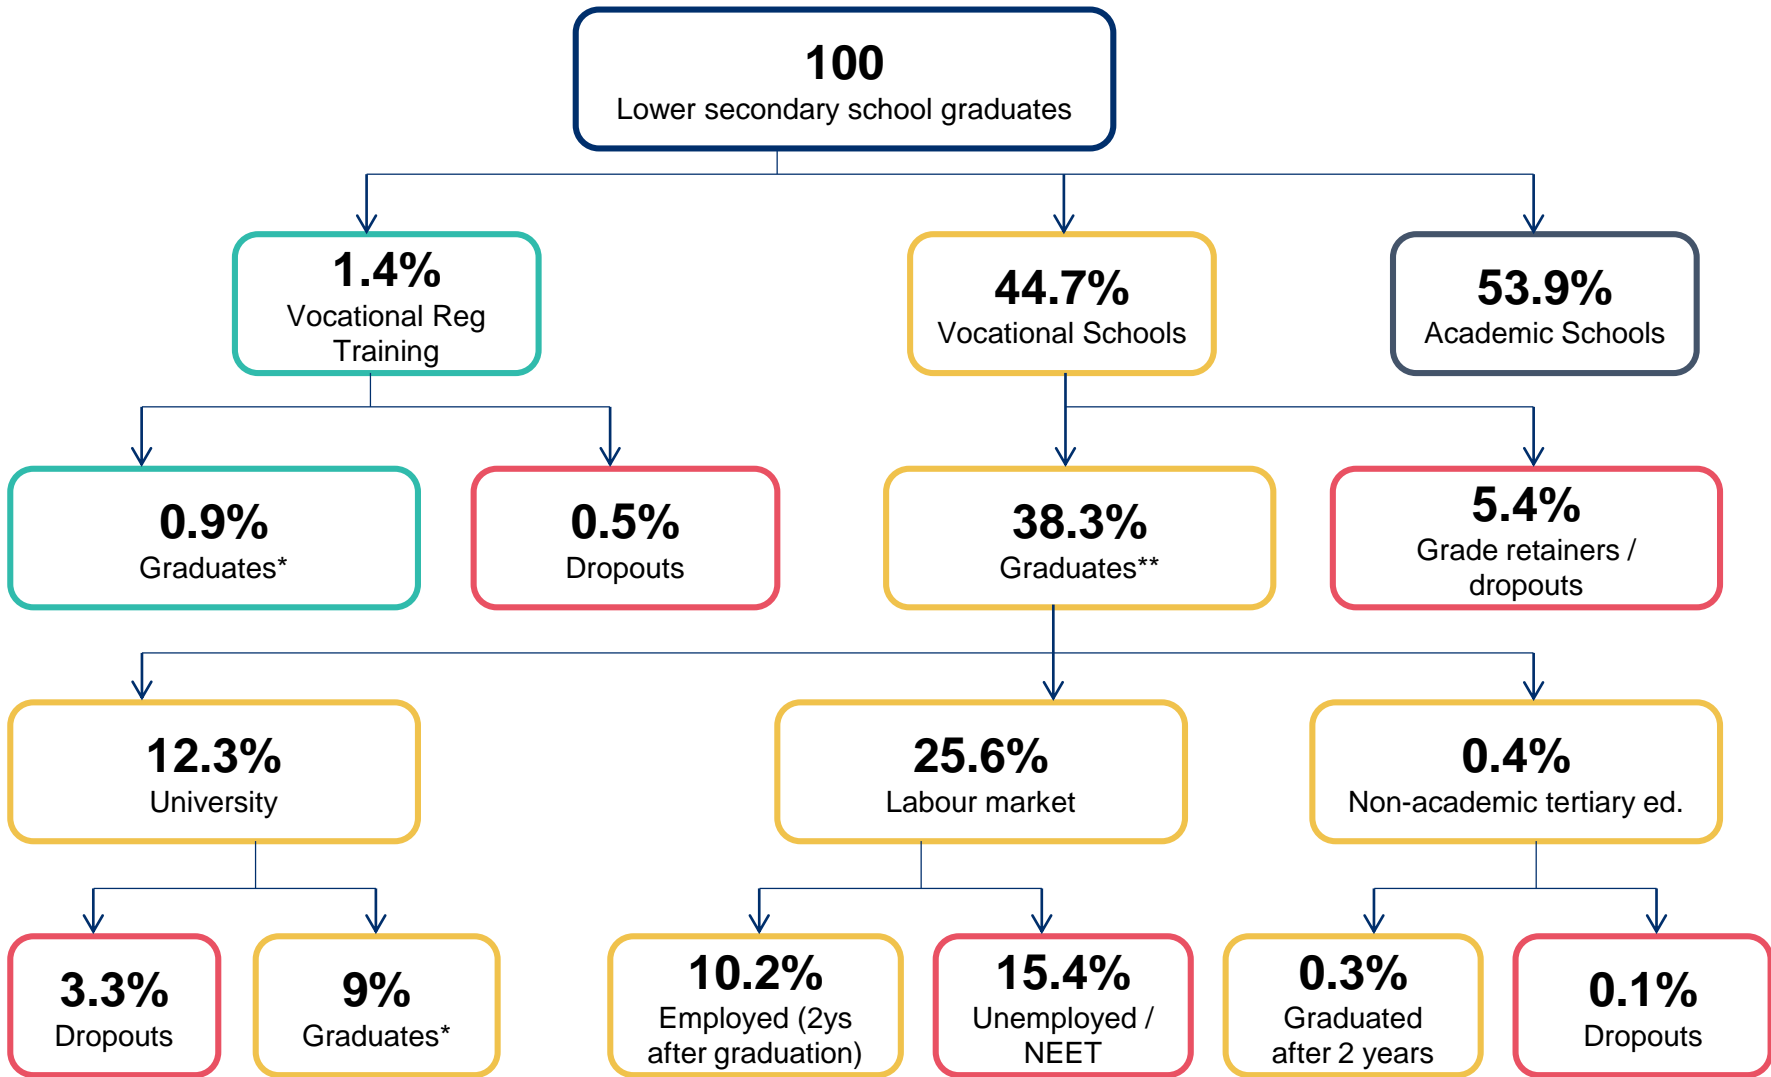 100
Lower secondary school graduates
1.4%
Vocational Reg
Training
44.7%
Vocational Schools
53.9%
Academic Schools
0.9%
Graduates*
0.5%
Dropouts
38.3%
Graduates**
5.4%
Grade retainers /
dropouts
12.3%
University
25.6%
Labour market
0.4%
Non-academic tertiary ed.
3.3%
Dropouts
9%
Graduates*
10.2%
Employed (2ys
after graduation)
15.4%
Unemployed /
NEET
0.3%
Graduated
after 2 years
0.1%
Dropouts